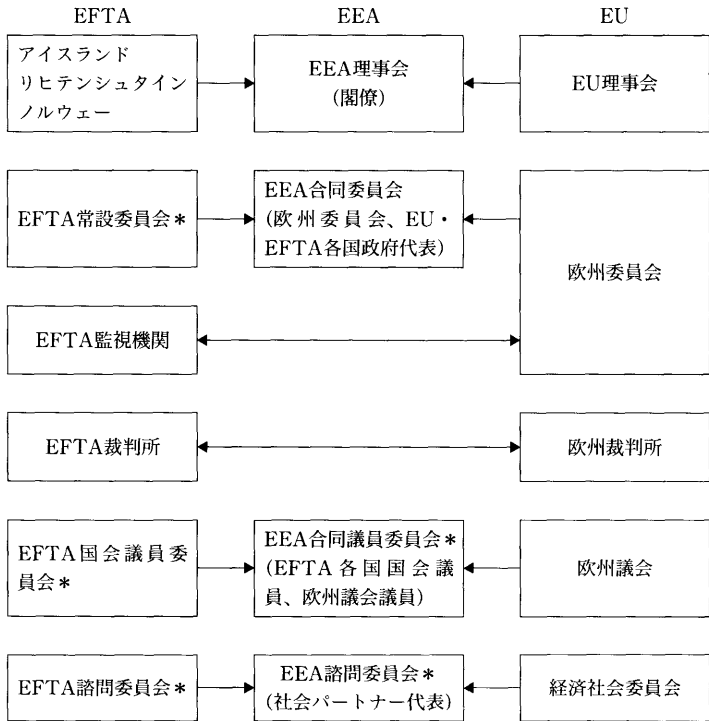 EFTA
EEA
EU
アイスランド
リヒテンシュタイン
ノルウェー
EEA理事会
(閣僚)
EU理事会
EFTA常設委員会＊
EEA合同委員会
(欧州委員会、EU・
EFTA各国政府代表)
欧州委員会
EFTA監視機関
EFTA裁判所
欧州裁判所
EFTA国会議員委
員会＊
EEA合同議員委員会＊
(EFTA各国国会議
員、欧州議会議員)
欧州議会
EFTA諮問委員会＊
EEA諮問委員会＊
(社会パートナー代表)
経済社会委員会